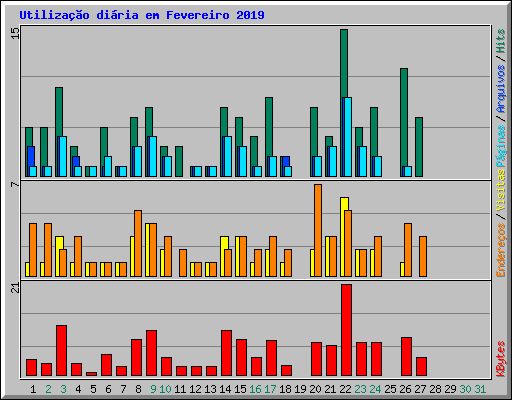 Utilização diária em Fevereiro 2019
15
7
21
KBytes
Endereços / Visitas Páginas / Arquivos / Hits
1 2 3 4 5 6 7 8 9 10 11 12 13 14 15 16 17 18 19 20 21 22 23 24 25 26 27 28 29 30 31